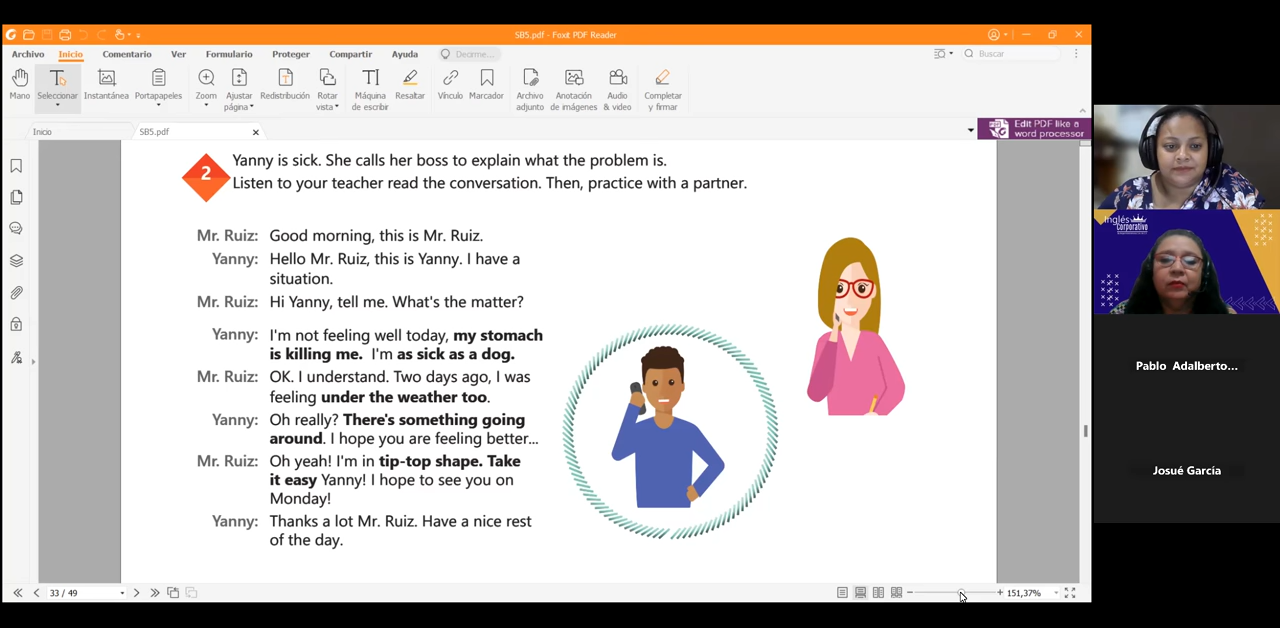 SB5.pdf - Foxit PDF Reader
Archivo Inicio Comentario Ver Formulario Proteger Compartir Ayuda Decirme... Buscar
Mano Seleccionar Instantánea Portapapeles Zoom Ajustar página Redistribución Rotar vista Máquina de escribir Resaltar Vínculo Marcador Archivo adjunto Anotación de imágenes Audio & video Completar y firmar
Inicio SB5.pdf
Edit PDF like a
word processor
2
Yanny is sick. She calls her boss to explain what the problem is.
Listen to your teacher read the conversation. Then, practice with a partner.
Mr. Ruiz: Good morning, this is Mr. Ruiz.
Yanny: Hello Mr. Ruiz, this is Yanny. I have a
situation.
Mr. Ruiz: Hi Yanny, tell me. What's the matter?
Yanny: I'm not feeling well today, my stomach
is killing me. I'm as sick as a dog.
Mr. Ruiz: OK. I understand. Two days ago, I was
feeling under the weather too.
Yanny: Oh really? There's something going
around. I hope you are feeling better...
Mr. Ruiz: Oh yeah! I'm in tip-top shape. Take
it easy Yanny! I hope to see you on
Monday!
Yanny: Thanks a lot Mr. Ruiz. Have a nice rest
of the day.
33 / 49
151,37%
Inglés
Corporativo
Pablo Adalberto...
Josué García